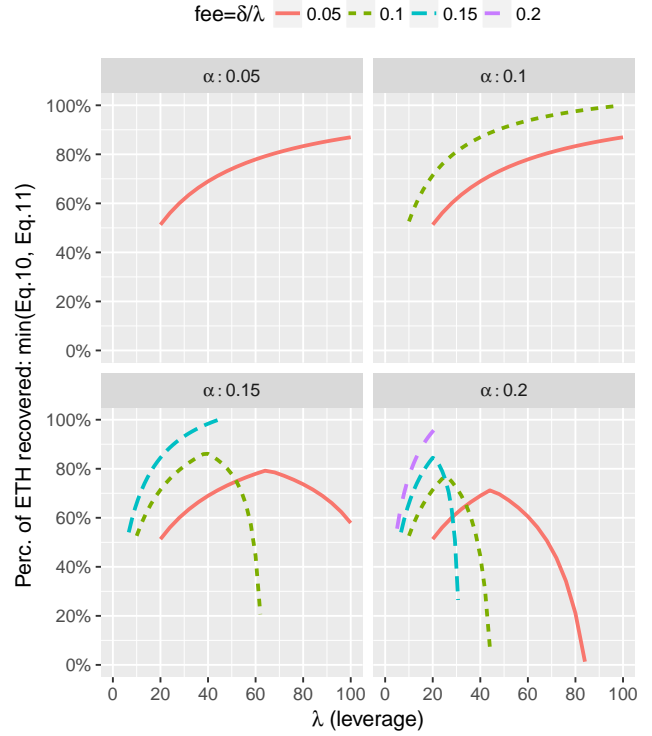 fee=δ/λ 0.05 0.1 0.15 0.2
α : 0.05 α : 0.1
100%
80%
60%
40%
20%
0%
α : 0.15 α : 0.2
100%
80%
60%
40%
20%
0%
0 20 40 60 80 100 0 20 40 60 80 100
λ (leverage)
Perc. of ETH recovered: min(Eq.10, Eq.11)